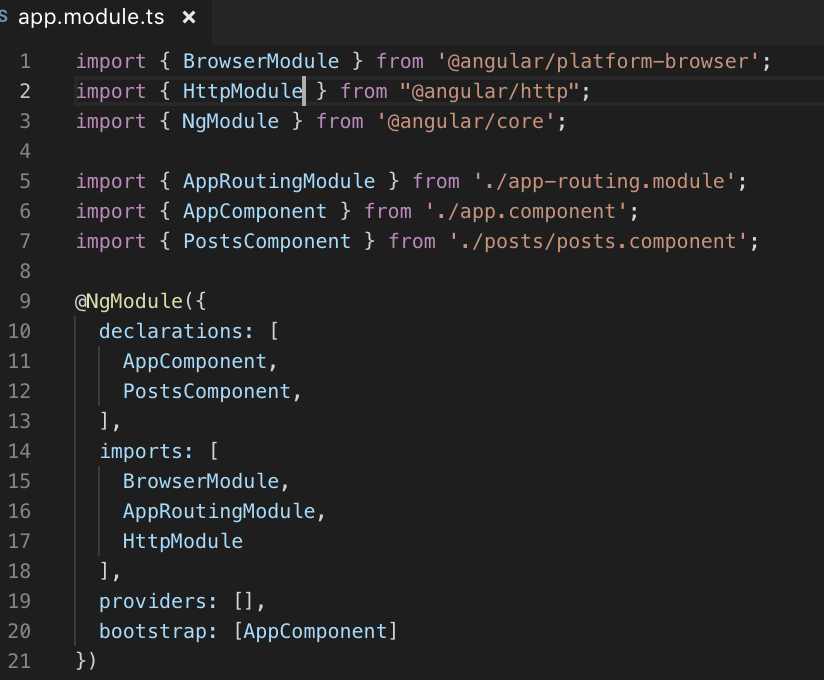 S app.module.ts ×
1 import { BrowserModule } from '@angular/platform-browser';
2 import { HttpModule } from "@angular/http";
3 import { NgModule } from '@angular/core';
4
5 import { AppRoutingModule } from './app-routing.module';
6 import { AppComponent } from './app.component';
7 import { PostsComponent } from './posts/posts.component';
8
9 @NgModule({
10   declarations: [
11     AppComponent,
12     PostsComponent,
13   ],
14   imports: [
15     BrowserModule,
16     AppRoutingModule,
17     HttpModule
18   ],
19   providers: [],
20   bootstrap: [AppComponent]
21 })